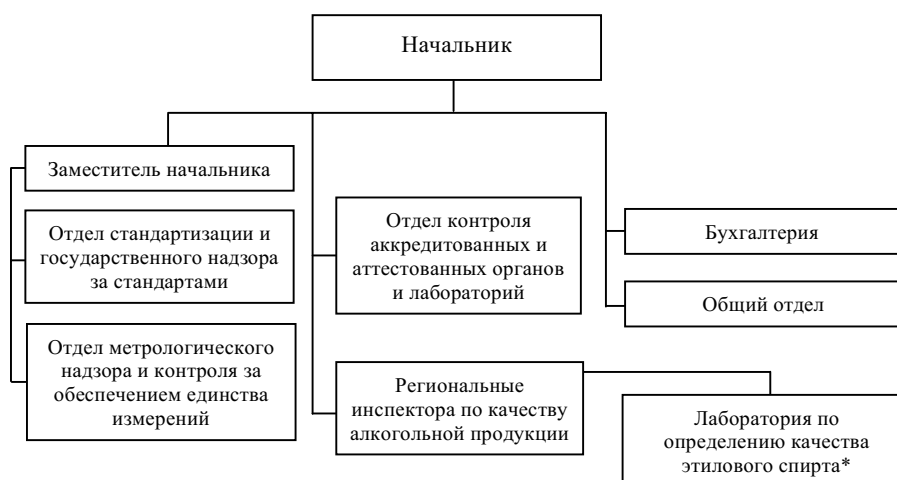 Начальник
Заместитель начальника
Отдел стандартизации и
государственного надзора
за стандартами
Отдел метрологического
надзора и контроля за
обеспечением единства
измерений
Отдел контроля
аккредитованных и
аттестованных органов
и лабораторий
Региональные
инспектора по качеству
алкогольной продукции
Бухгалтерия
Общий отдел
Лаборатория по
определению качества
этилового спирта*